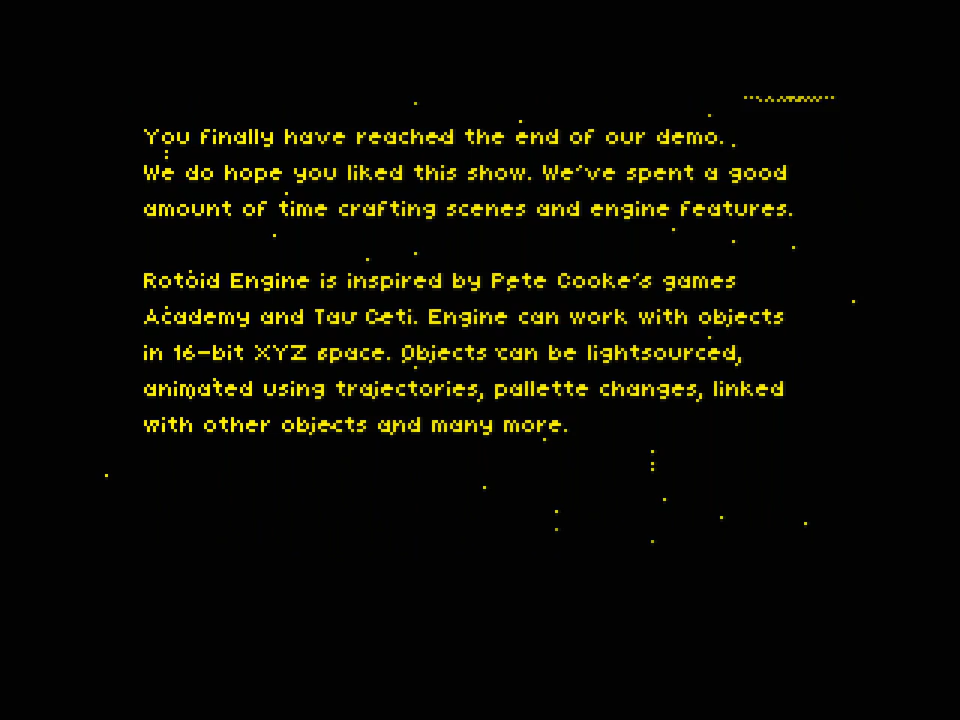 You finally have reached the end of our demo.
We do hope you liked this show. We've spent a good
amount of time crafting scenes and engine features.
Rotoid Engine is inspired by Pete Cooke's games
Academy and Tau Ceti. Engine can work with objects
in 16-bit XYZ space. Objects can be lightsourced,
animated using trajectories, pallette changes, linked
with other objects and many more.